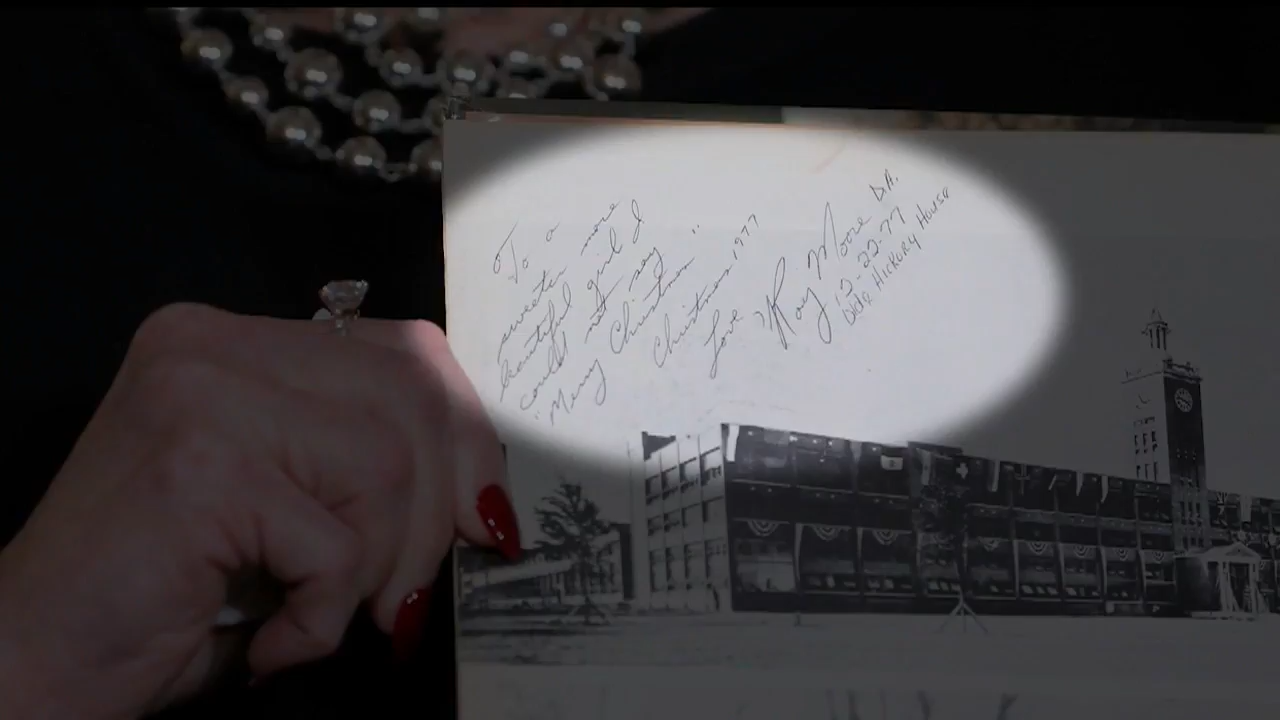 To a
sweeter more
beautiful girl I
could not say
"Merry Christmas"
Christmas 1977
Love
Roy Moore D.A.
12-22-77
Olde Hickory House